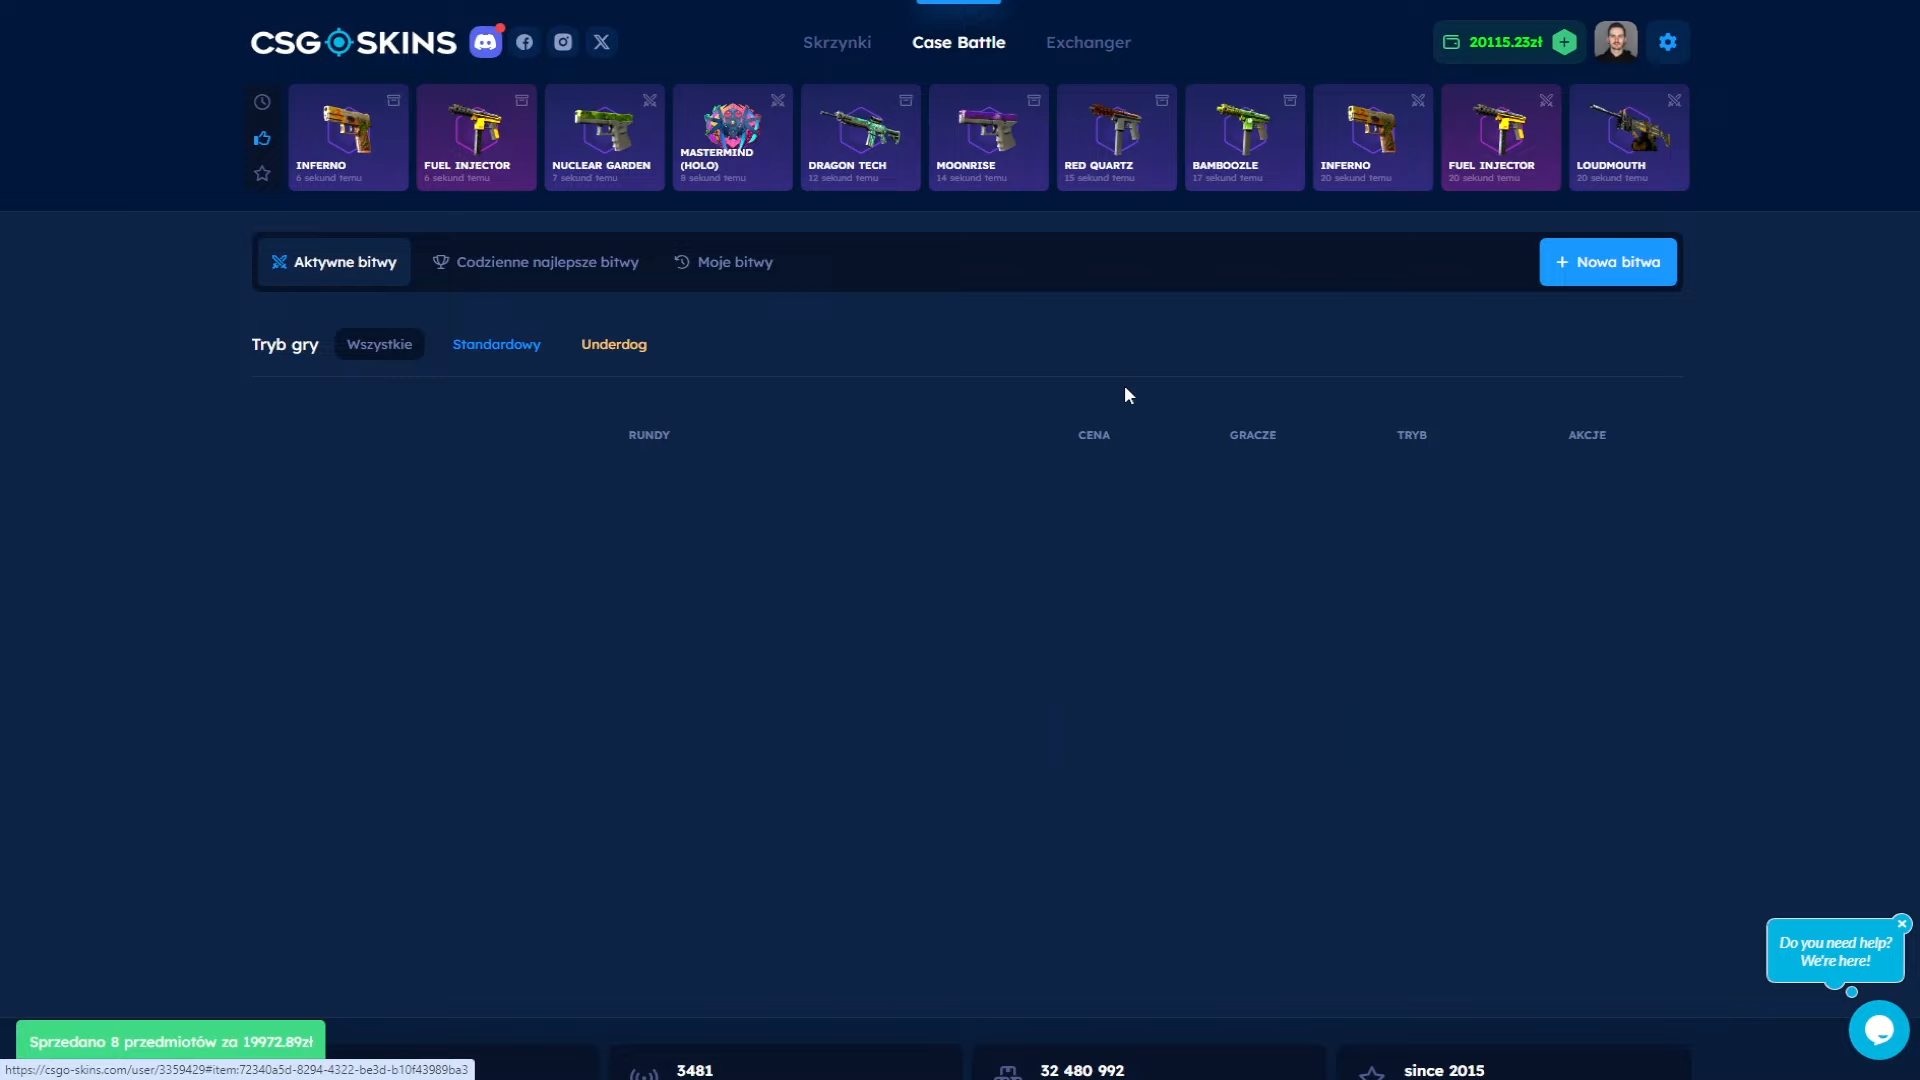 CSG SKINS
Skrzynki
Case Battle
Exchanger
20115.23zł
INFERNO
6 sekund temu
FUEL INJECTOR
6 sekund temu
NUCLEAR GARDEN
7 sekund temu
MASTERMIND
(HOLO)
8 sekund temu
DRAGON TECH
12 sekund temu
MOONRISE
14 sekund temu
RED QUARTZ
15 sekund temu
BAMBOOZLE
17 sekund temu
INFERNO
20 sekund temu
FUEL INJECTOR
20 sekund temu
LOUDMOUTH
20 sekund temu
Aktywne bitwy
Codzienne najlepsze bitwy
Moje bitwy
+ Nowa bitwa
Tryb gry
Wszystkie
Standardowy
Underdog
RUNDY
CENA
GRACZE
TRYB
AKCJE
Do you need help?
We're here!
Sprzedano 8 przedmiotów za 19972.89zł
3481
32 480 992
since 2015
https://csgo-skins.com/user/3359429#item:72340a5d-8294-4322-be3d-b10f43989ba3